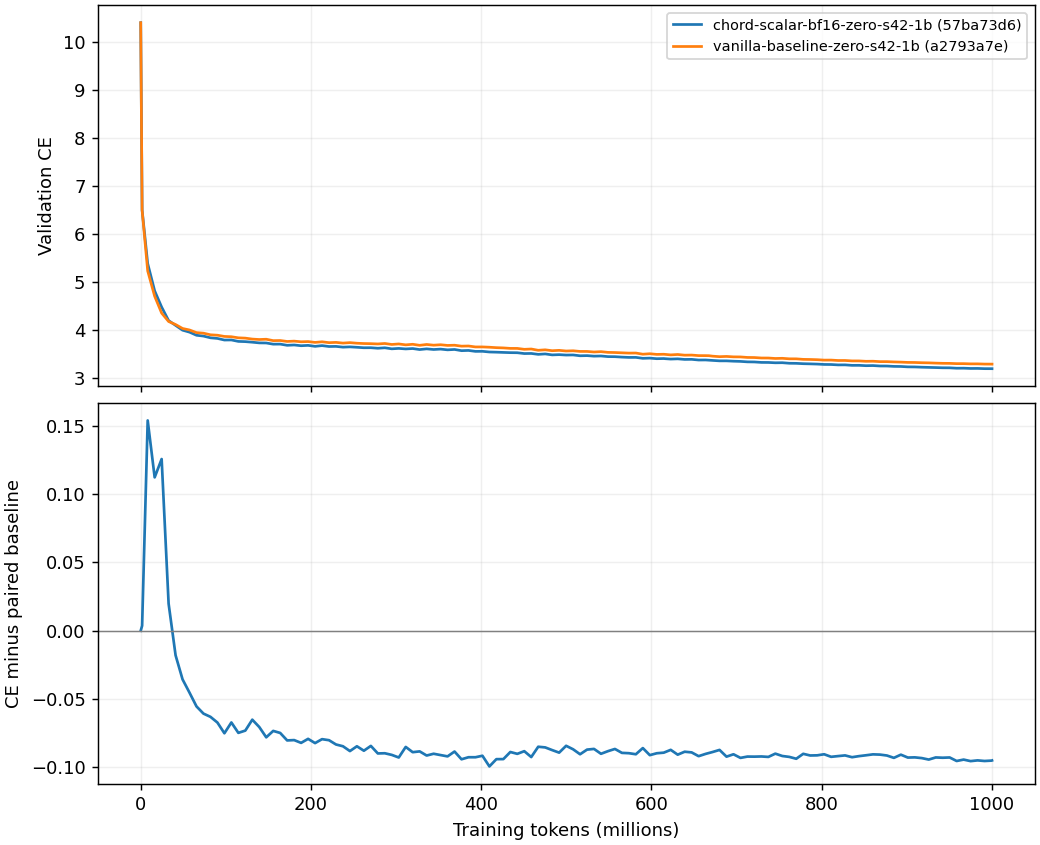 chord-scalar-bf16-zero-s42-1b (57ba73d6)
vanilla-baseline-zero-s42-1b (a2793a7e)
Validation CE
10
9
8
7
6
5
4
3
CE minus paired baseline
0.15
0.10
0.05
0.00
−0.05
−0.10
0 200 400 600 800 1000
Training tokens (millions)